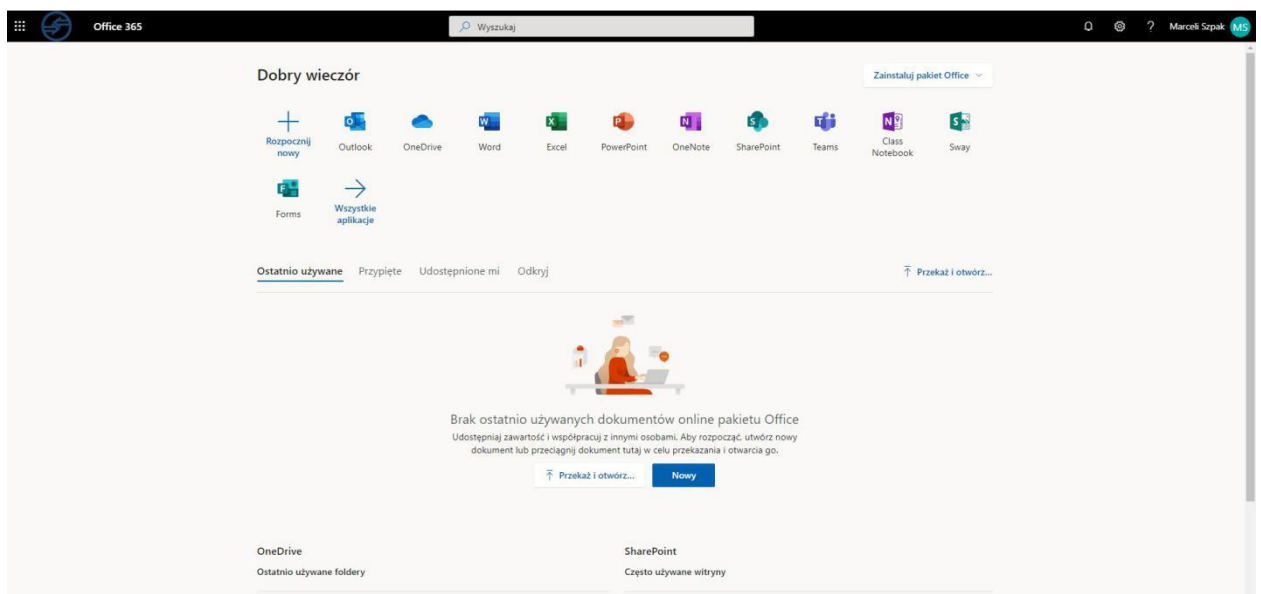 Office 365
Wyszukaj
?
Marceli Szpak
MS
Dobry wieczór
Zainstaluj pakiet Office
Rozpocznij
nowy
Outlook
OneDrive
Word
Excel
PowerPoint
OneNote
SharePoint
Teams
Class
Notebook
Sway
Forms
Wszystkie
aplikacje
Ostatnio używane
Przypięte
Udostępnione mi
Odkryj
Przekaż i otwórz...
Brak ostatnio używanych dokumentów online pakietu Office
Udostępniaj zawartość i współpracuj z innymi osobami. Aby rozpocząć, utwórz nowy
dokument lub przeciągnij dokument tutaj w celu przekazania i otwarcia go.
Przekaż i otwórz...
Nowy
OneDrive
SharePoint
Ostatnio używane foldery
Często używane witryny